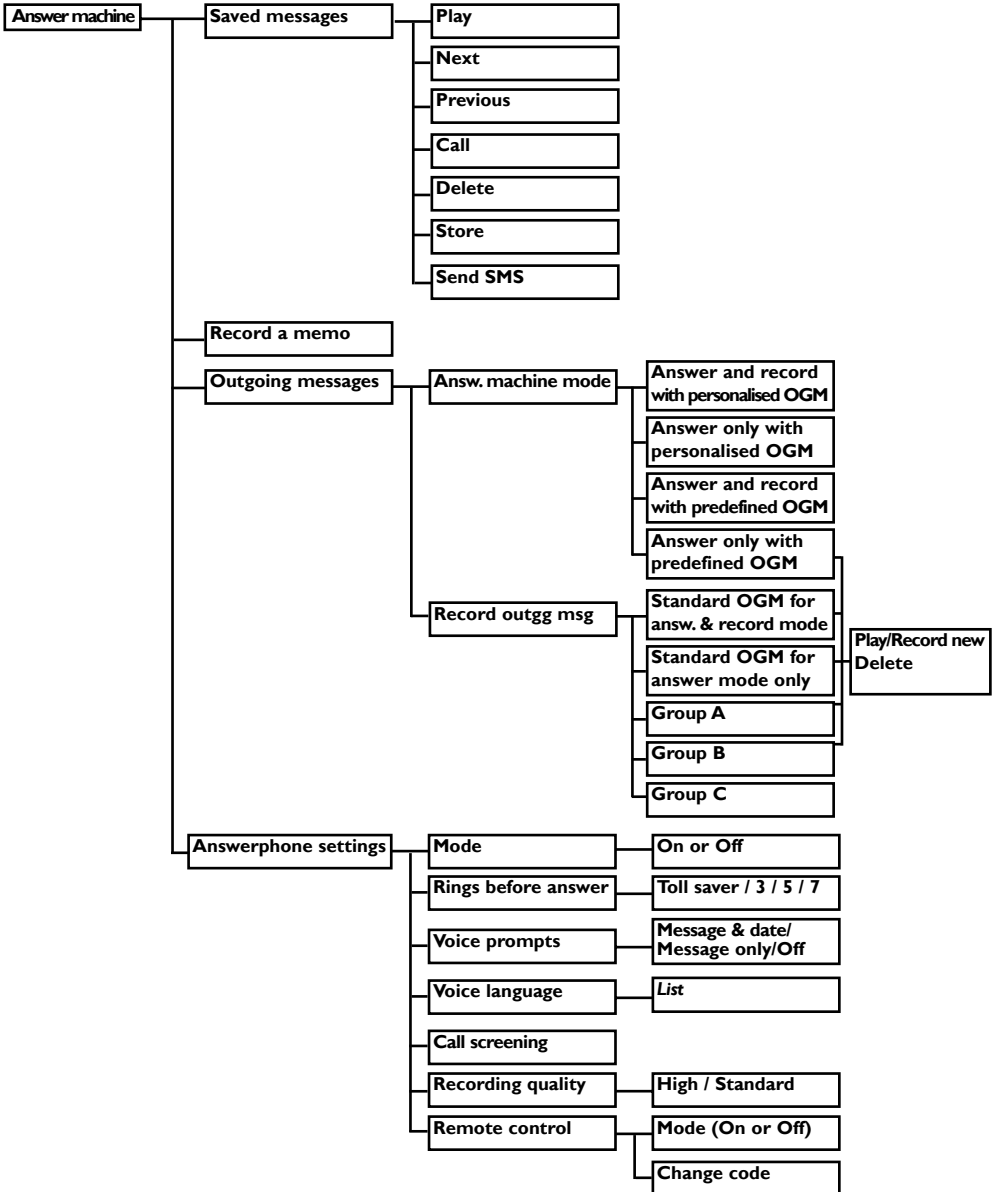 Answer machine
Saved messages
Play
Next
Previous
Call
Delete
Store
Send SMS
Record a memo
Outgoing messages
Answ. machine mode
Answer and record
with personalised OGM
Answer only with
personalised OGM
Answer and record
with predefined OGM
Answer only with
predefined OGM
Record outgg msg
Standard OGM for
answ. & record mode
Standard OGM for
answer mode only
Group A
Group B
Group C
Play/Record new
Delete
Answerphone settings
Mode
On or Off
Rings before answer
Toll saver / 3 / 5 / 7
Voice prompts
Message & date/
Message only/Off
Voice language
List
Call screening
Recording quality
High / Standard
Remote control
Mode (On or Off)
Change code